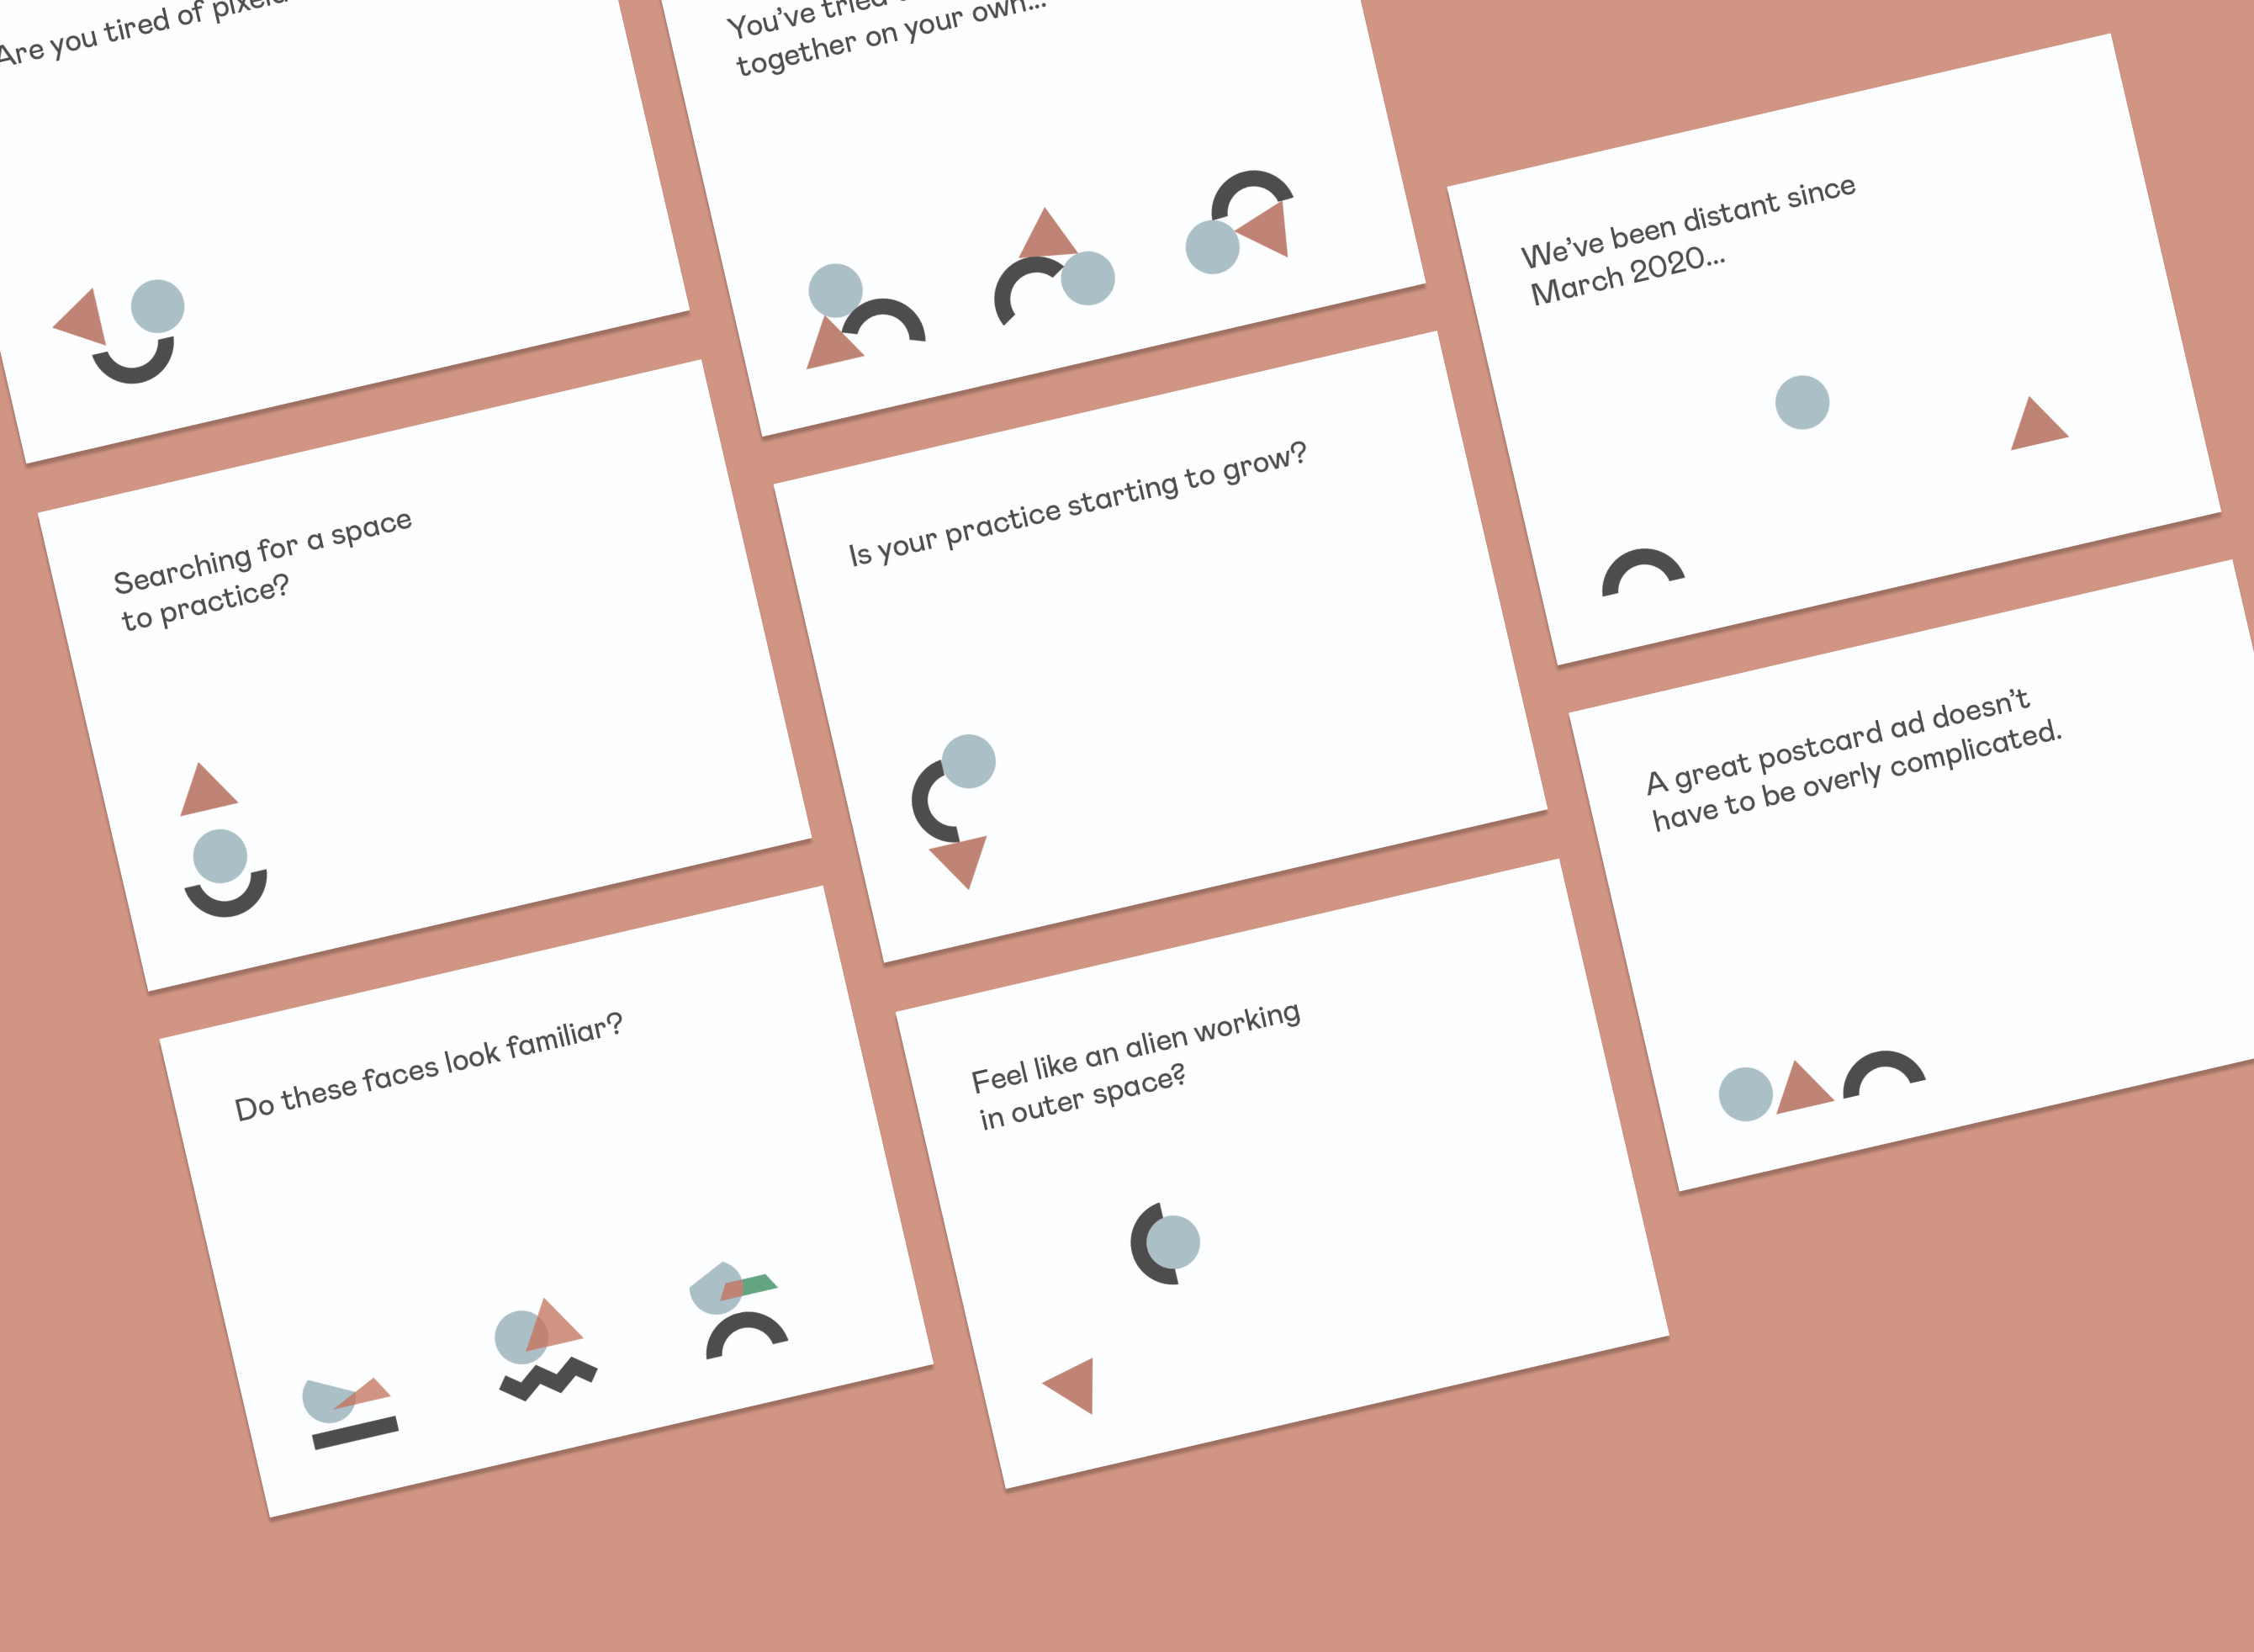 Are you tired of
You've tried
together on your own...
We've been distant since
March 2020...
Searching for a space
to practice?
Is your practice starting to grow?
A great postcard ad doesn't
have to be overly complicated.
Do these faces look familiar?
Feel like an alien working
in outer space?